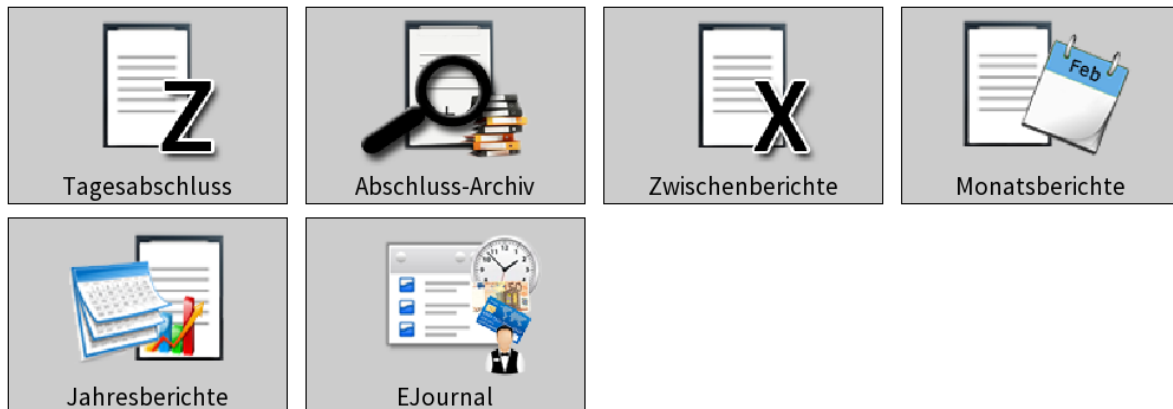 Z
Tagesabschluss
Abschluss-Archiv
X
Zwischenberichte
Feb
Monatsberichte
Jahresberichte
EJournal